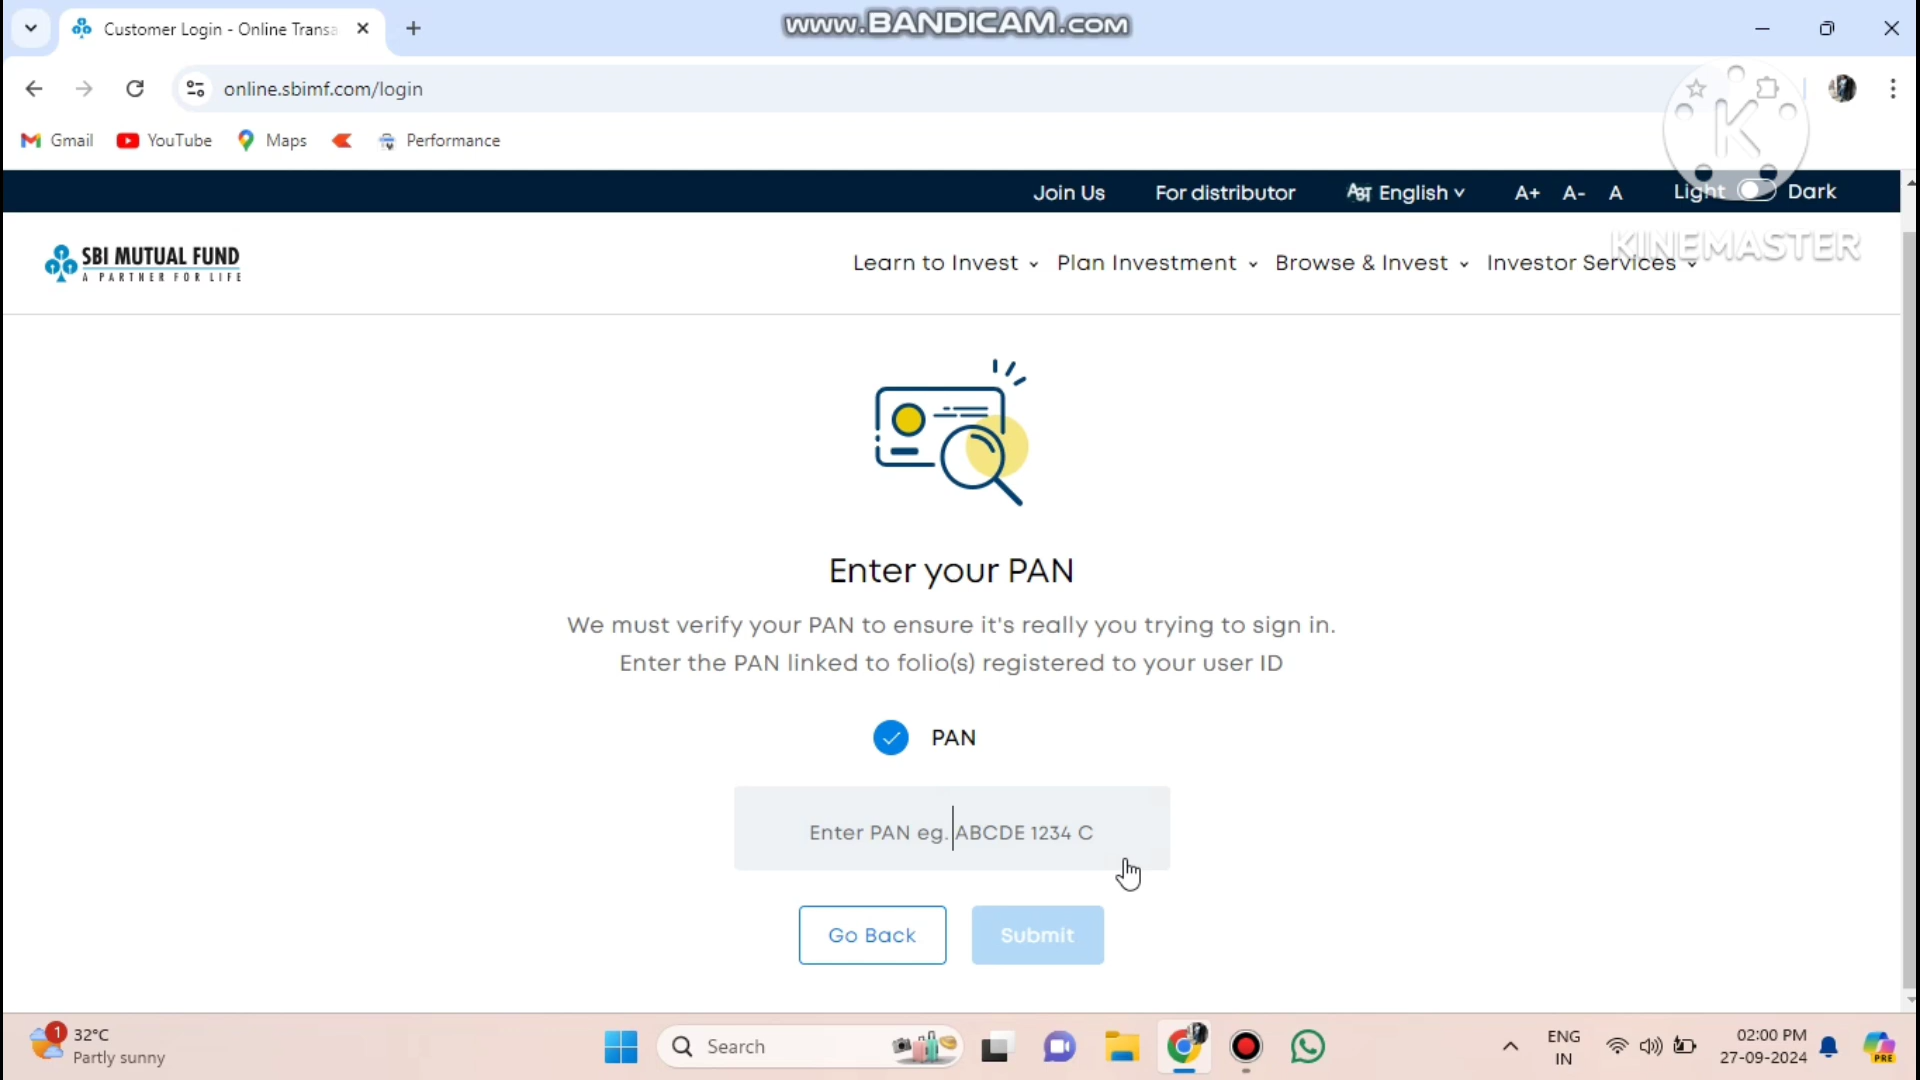 www.BANDICAM.com
Customer Login - Online Transa
online.sbimf.com/login
Gmail YouTube Maps Performance
Join Us For distributor English A+ A- A Light Dark
SBI MUTUAL FUND
A PARTNER FOR LIFE
Learn to Invest Plan Investment Browse & Invest Investor Services
KINEMASTER
Enter your PAN
We must verify your PAN to ensure it's really you trying to sign in.
Enter the PAN linked to folio(s) registered to your user ID
PAN
Enter PAN eg. ABCDE 1234 C
Go Back Submit
1 32°C
Partly sunny
Search
ENG
IN
02:00 PM
27-09-2024
PRE